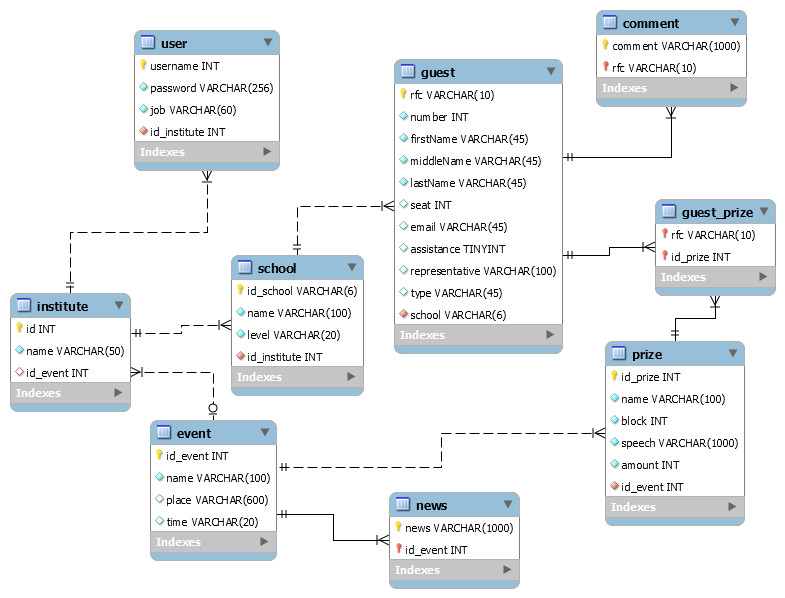 user
username INT
password VARCHAR(256)
job VARCHAR(60)
id_institute INT
Indexes
guest
rfc VARCHAR(10)
number INT
firstName VARCHAR(45)
middleName VARCHAR(45)
lastName VARCHAR(45)
seat INT
email VARCHAR(45)
assistance TINYINT
representative VARCHAR(100)
type VARCHAR(45)
school VARCHAR(6)
Indexes
comment
comment VARCHAR(1000)
rfc VARCHAR(10)
Indexes
guest_prize
rfc VARCHAR(10)
id_prize INT
Indexes
school
id_school VARCHAR(6)
name VARCHAR(100)
level VARCHAR(20)
id_institute INT
Indexes
institute
id INT
name VARCHAR(50)
id_event INT
Indexes
prize
id_prize INT
name VARCHAR(100)
block INT
speech VARCHAR(1000)
amount INT
id_event INT
Indexes
event
id_event INT
name VARCHAR(100)
place VARCHAR(600)
time VARCHAR(20)
Indexes
news
news VARCHAR(1000)
id_event INT
Indexes